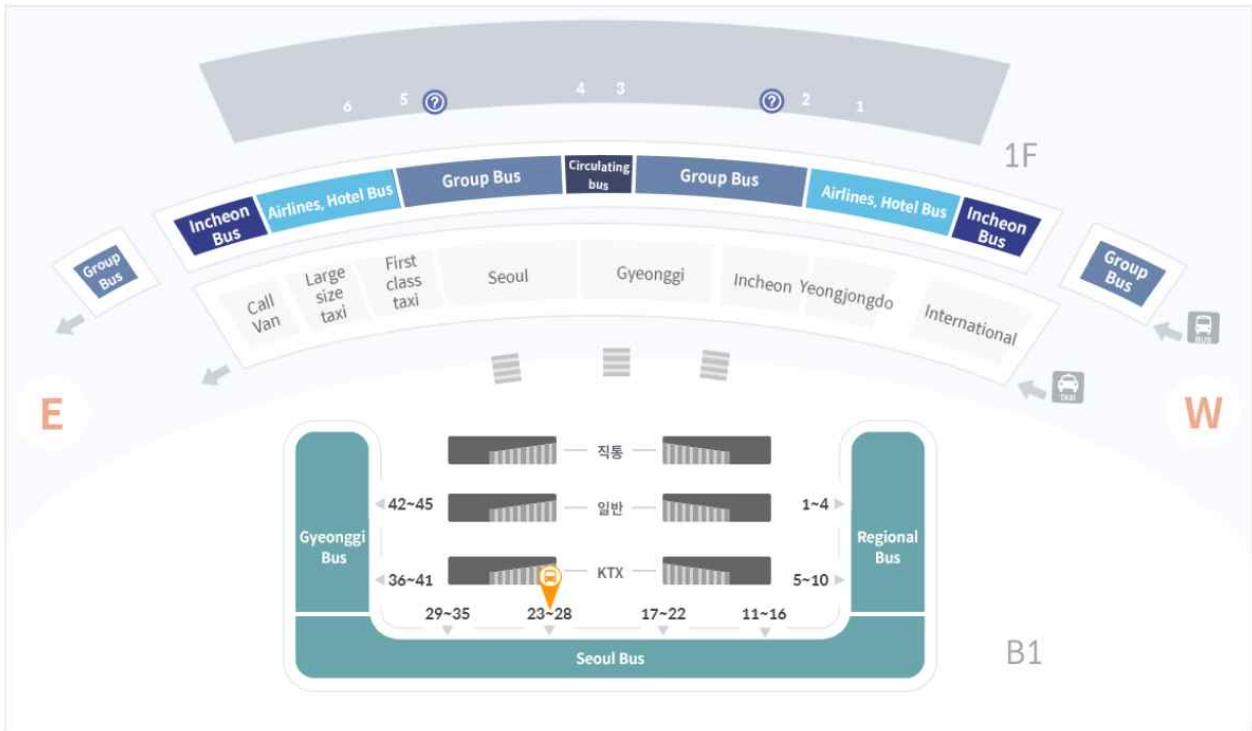 6
5
?
4
3
?
2
1
1F
Incheon
Bus
Airlines, Hotel Bus
Group Bus
Circulating
bus
Group Bus
Airlines, Hotel Bus
Incheon
Bus
Group
Bus
Group
Bus
Call
Van
Large
size
taxi
First
class
taxi
Seoul
Gyeonggi
Incheon
Yeongjongdo
International
BUS
TAXI
E
W
직통
42~45
일반
1~4
Gyeonggi
Bus
Regional
Bus
36~41
KTX
5~10
29~35
23~28
17~22
11~16
Seoul Bus
B1